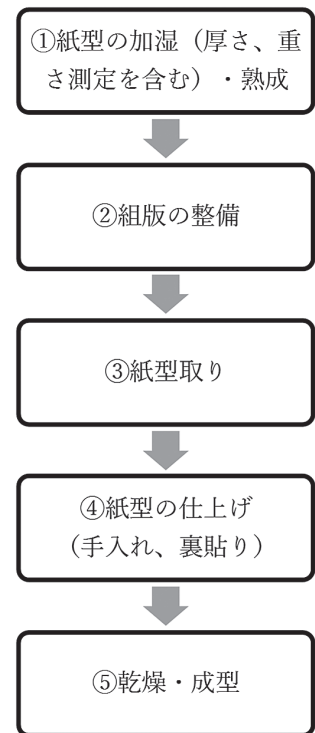 ①紙型の加湿（厚さ、重
さ測定を含む）・熟成
②組版の整備
③紙型取り
④紙型の仕上げ
（手入れ、裏貼り）
⑤乾燥・成型